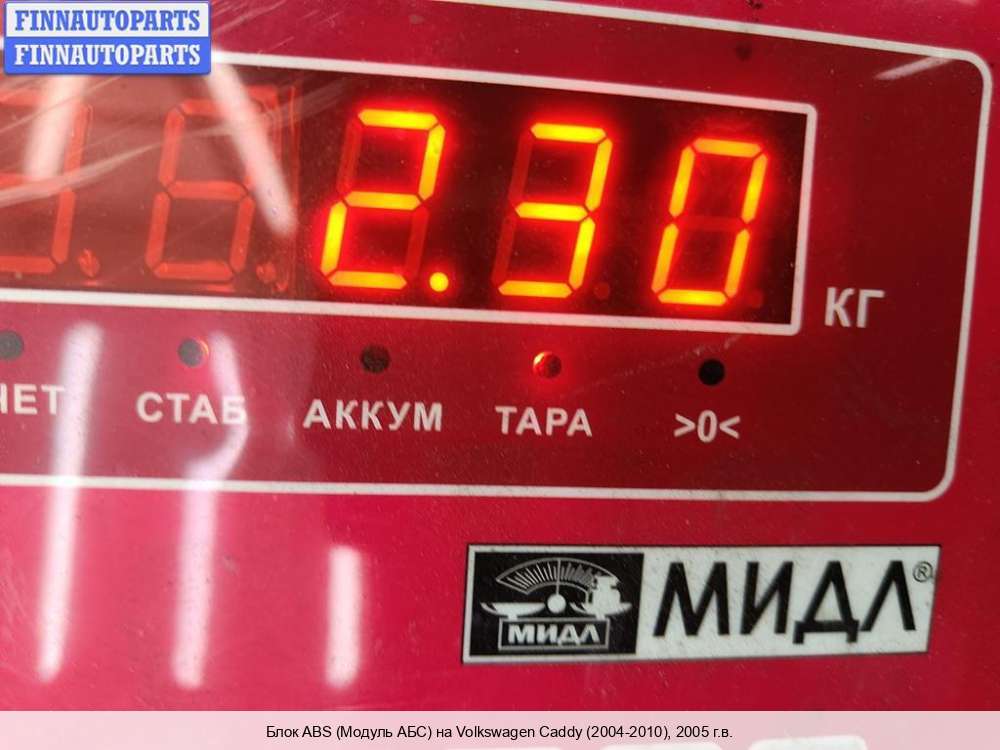 FINNAUTOPARTS
FINNAUTOPARTS
2.30
КГ
СТАБ АККУМ ТАРА >0<
МИДЛ МИДЛ®
Блок ABS (Модуль АБС) на Volkswagen Caddy (2004-2010), 2005 г.в.